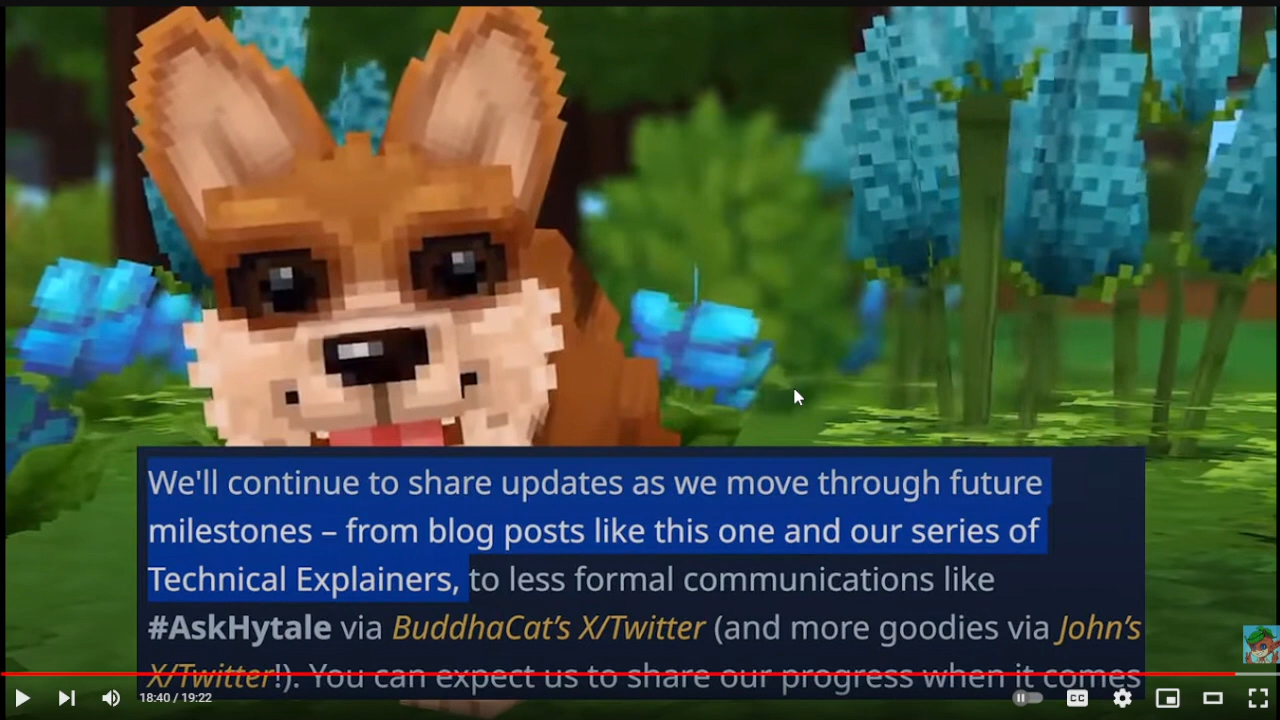 We'll continue to share updates as we move through future
milestones – from blog posts like this one and our series of
Technical Explainers, to less formal communications like
#AskHytale via BuddhaCat's X/Twitter (and more goodies via John's
X/Twitter!). You can expect us to share our progress when it comes
18:40 / 19:22
CC